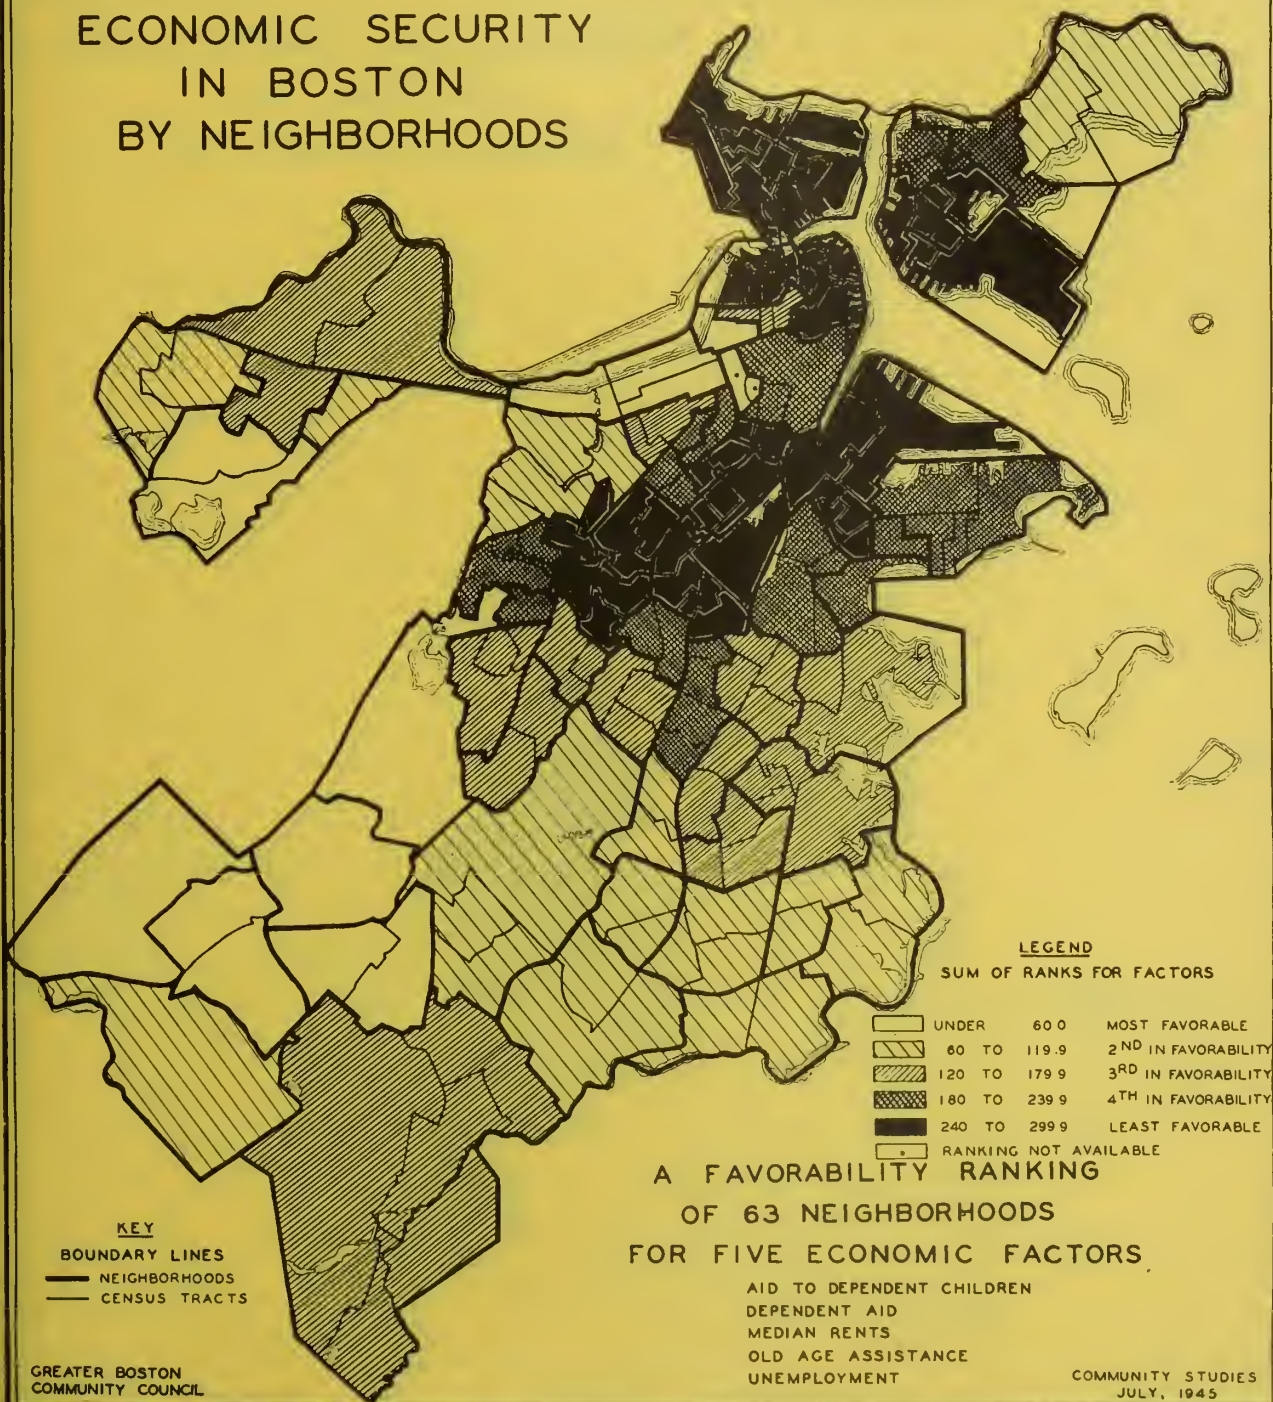 ECONOMIC SECURITY
IN BOSTON
BY NEIGHBORHOODS
LEGEND
SUM OF RANKS FOR FACTORS
UNDER 60 0 MOST FAVORABLE
60 TO 119.9 2ND IN FAVORABILITY
120 TO 179 9 3RD IN FAVORABILITY
180 TO 239 9 4TH IN FAVORABILITY
240 TO 299 9 LEAST FAVORABLE
RANKING NOT AVAILABLE
A FAVORABILITY RANKING
OF 63 NEIGHBORHOODS
FOR FIVE ECONOMIC FACTORS
AID TO DEPENDENT CHILDREN
DEPENDENT AID
MEDIAN RENTS
OLD AGE ASSISTANCE
UNEMPLOYMENT
KEY
BOUNDARY LINES
NEIGHBORHOODS
CENSUS TRACTS
GREATER BOSTON
COMMUNITY COUNCIL
COMMUNITY STUDIES
JULY, 1945